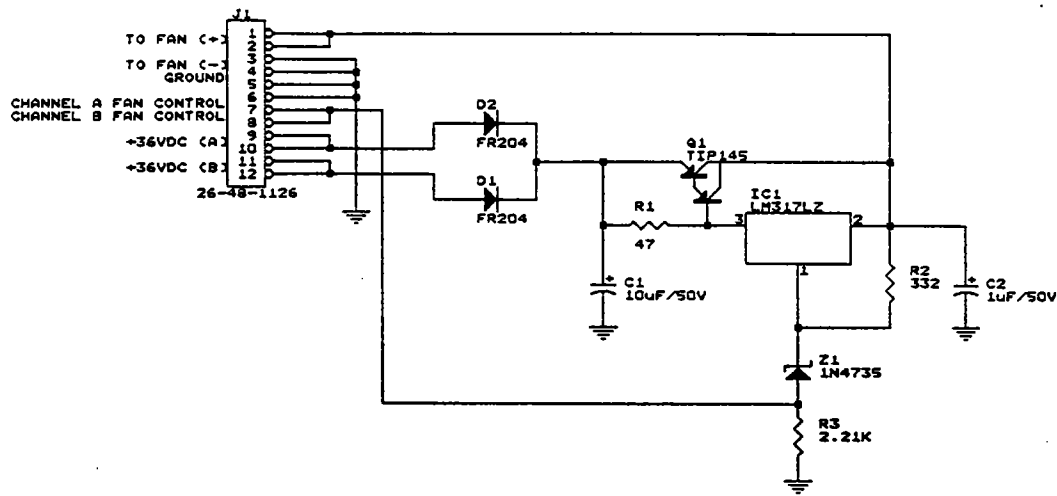 J1
TO FAN (+)
TO FAN (-)
GROUND
CHANNEL A FAN CONTROL
CHANNEL B FAN CONTROL
+36VDC (A)
+36VDC (B)
1
2
3
4
5
6
7
8
9
10
11
12
26-48-1126
D2
FR204
D1
FR204
Q1
TIP145
R1
47
IC1
LM317LZ
3
2
1
+
C1
10uF/50V
R2
332
+
C2
1uF/50V
Z1
1N4735
R3
2.21K